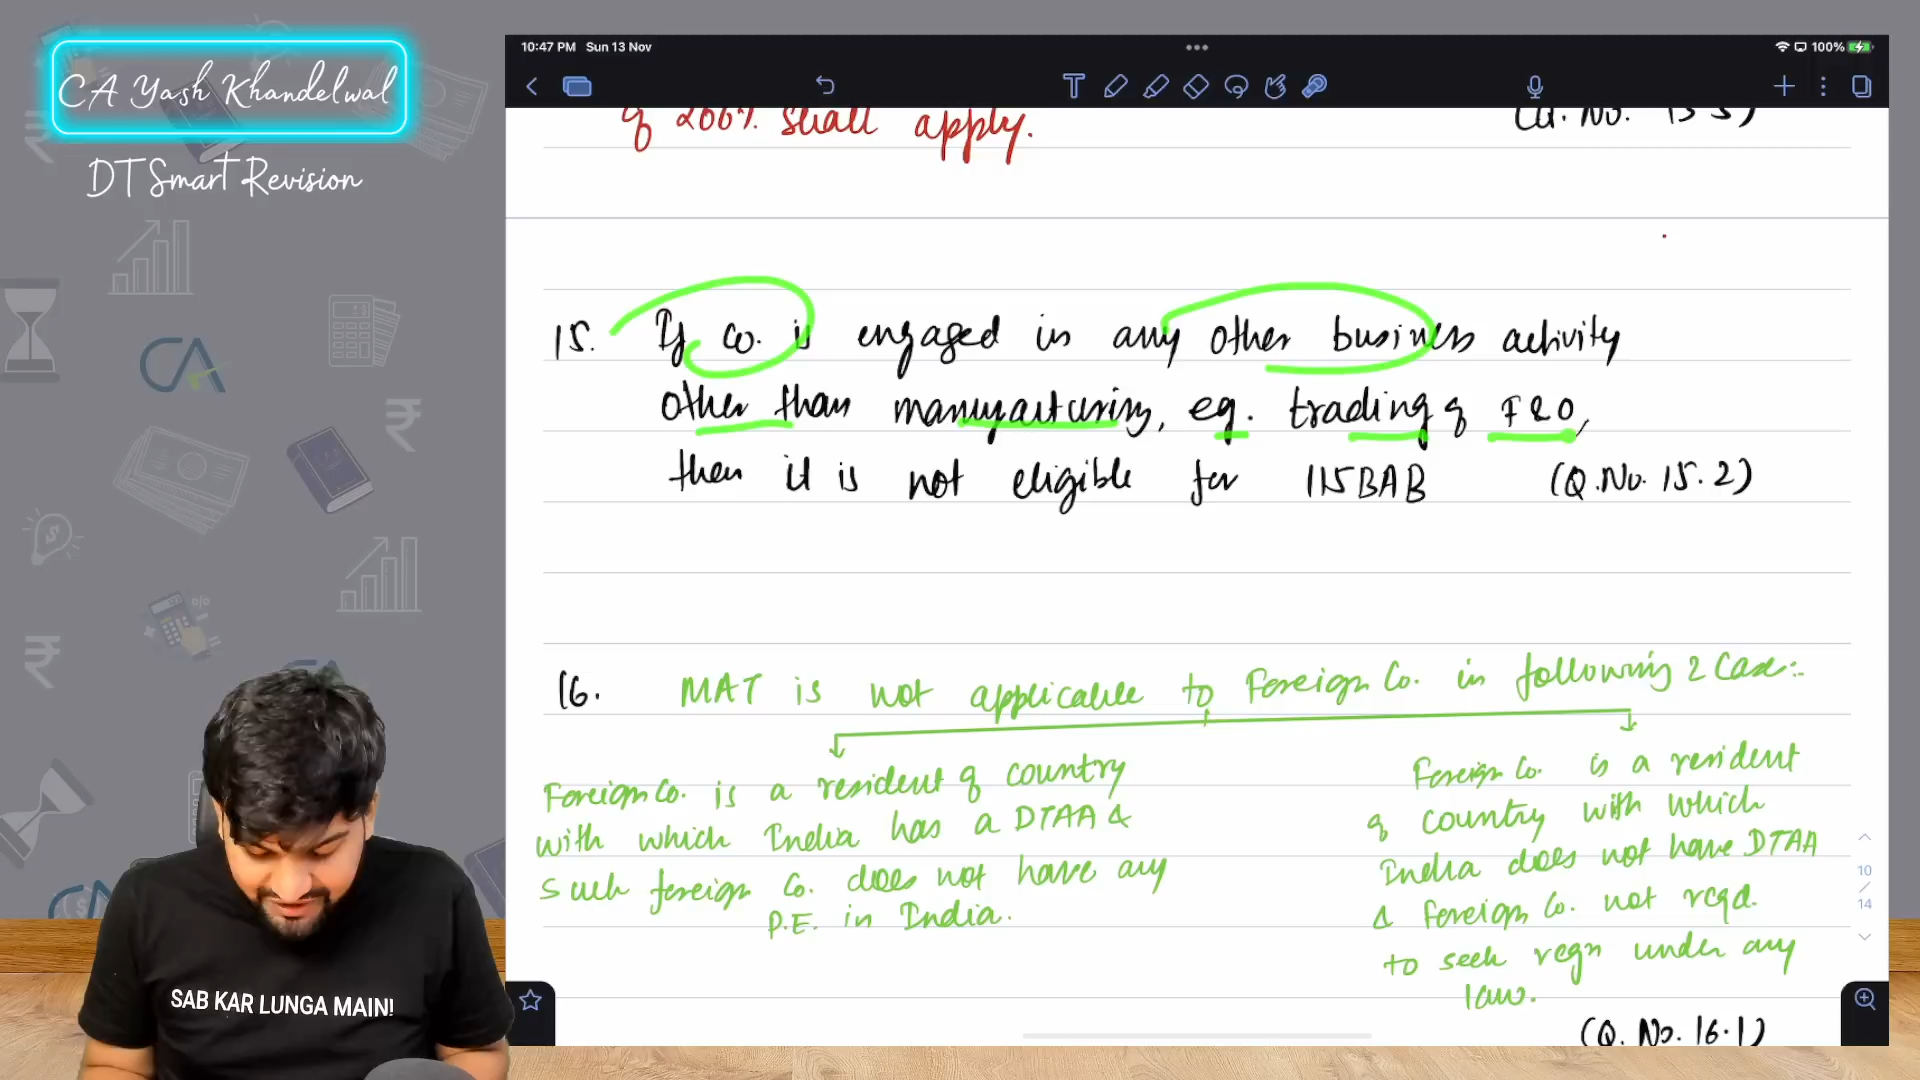 CA Yash Khandelwal
DT Smart Revision
10:47 PM Sun 13 Nov
100%
of 200% shall apply.
15. If Co. is engaged in any other business activity
other than manufacturing, eg. trading of F&O,
then it is not eligible for 115BAB (Q.No. 15.2)
16. MAT is not applicable to Foreign Co. in following 2 Case:-
Foreign Co. is a resident of country
with which India has a DTAA &
such foreign Co. does not have any
P.E. in India.
Foreign Co. is a resident
of country with which
India does not have DTAA
& foreign Co. not reqd.
to seek regn under any
law.
(Q. No. 16.1)
10
/
14
SAB KAR LUNGA MAIN!